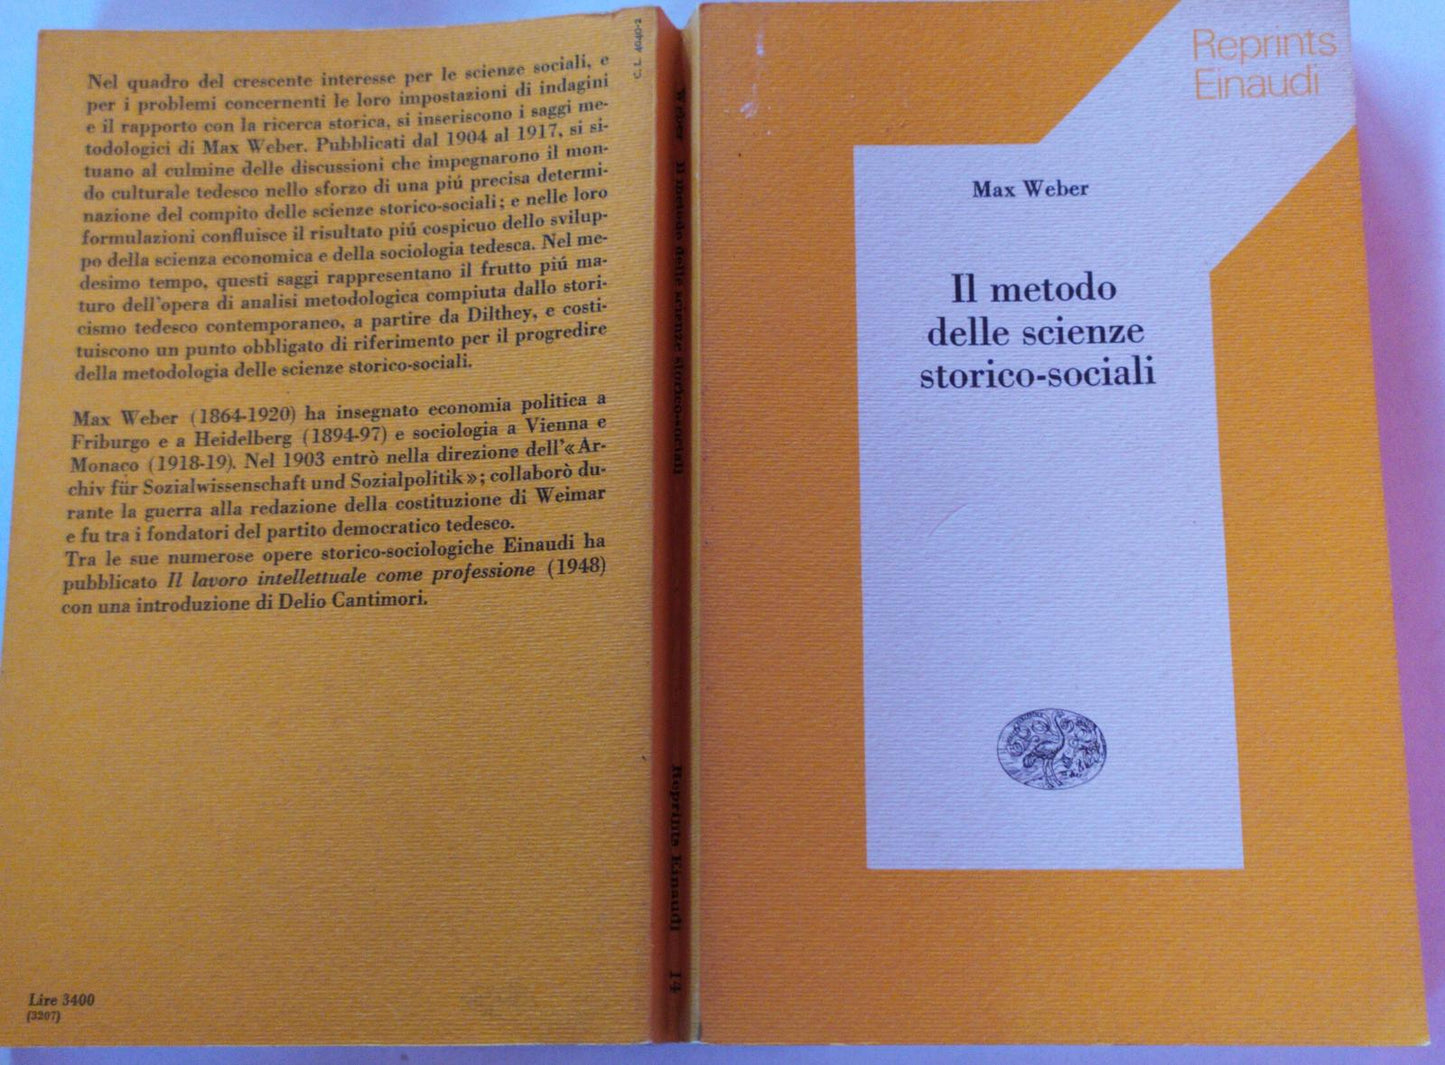 Nel quadro del crescente interesse per le scienze sociali, e
per i problemi concernenti le loro impostazioni di indagini
e il rapporto con la ricerca storica, si inseriscono i saggi me-
todologici di Max Weber. Pubblicati dal 1904 al 1917, si si-
tuano al culmine delle discussioni che impegnarono il mon-
do culturale tedesco nello sforzo di una piú precisa determi-
nazione del compito delle scienze storico-sociali; e nelle loro
formulazioni confluisce il risultato piú cospicuo dello svilup-
po della scienza economica e della sociologia tedesca. Nel me-
desimo tempo, questi saggi rappresentano il frutto piú ma-
turo dell'opera di analisi metodologica compiuta dallo stori-
cismo tedesco contemporaneo, a partire da Dilthey, e costi-
tuiscono un punto obbligato di riferimento per il progredire
della metodologia delle scienze storico-sociali.
Max Weber (1864-1920) ha insegnato economia politica a
Friburgo e a Heidelberg (1894-97) e sociologia a Vienna e
Monaco (1918-19). Nel 1903 entrò nella direzione dell'«Ar-
chiv für Sozialwissenschaft und Sozialpolitik»; collaborò du-
rante la guerra alla redazione della costituzione di Weimar
e fu tra i fondatori del partito democratico tedesco.
Tra le sue numerose opere storico-sociologiche Einaudi ha
pubblicato Il lavoro intellettuale come professione (1948)
con una introduzione di Delio Cantimori.
Lire 3400
(3207)
C. L. 4040-2
Weber Il metodo delle scienze storico-sociali
Reprints Einaudi 14
Reprints
Einaudi
Max Weber
Il metodo
delle scienze
storico-sociali